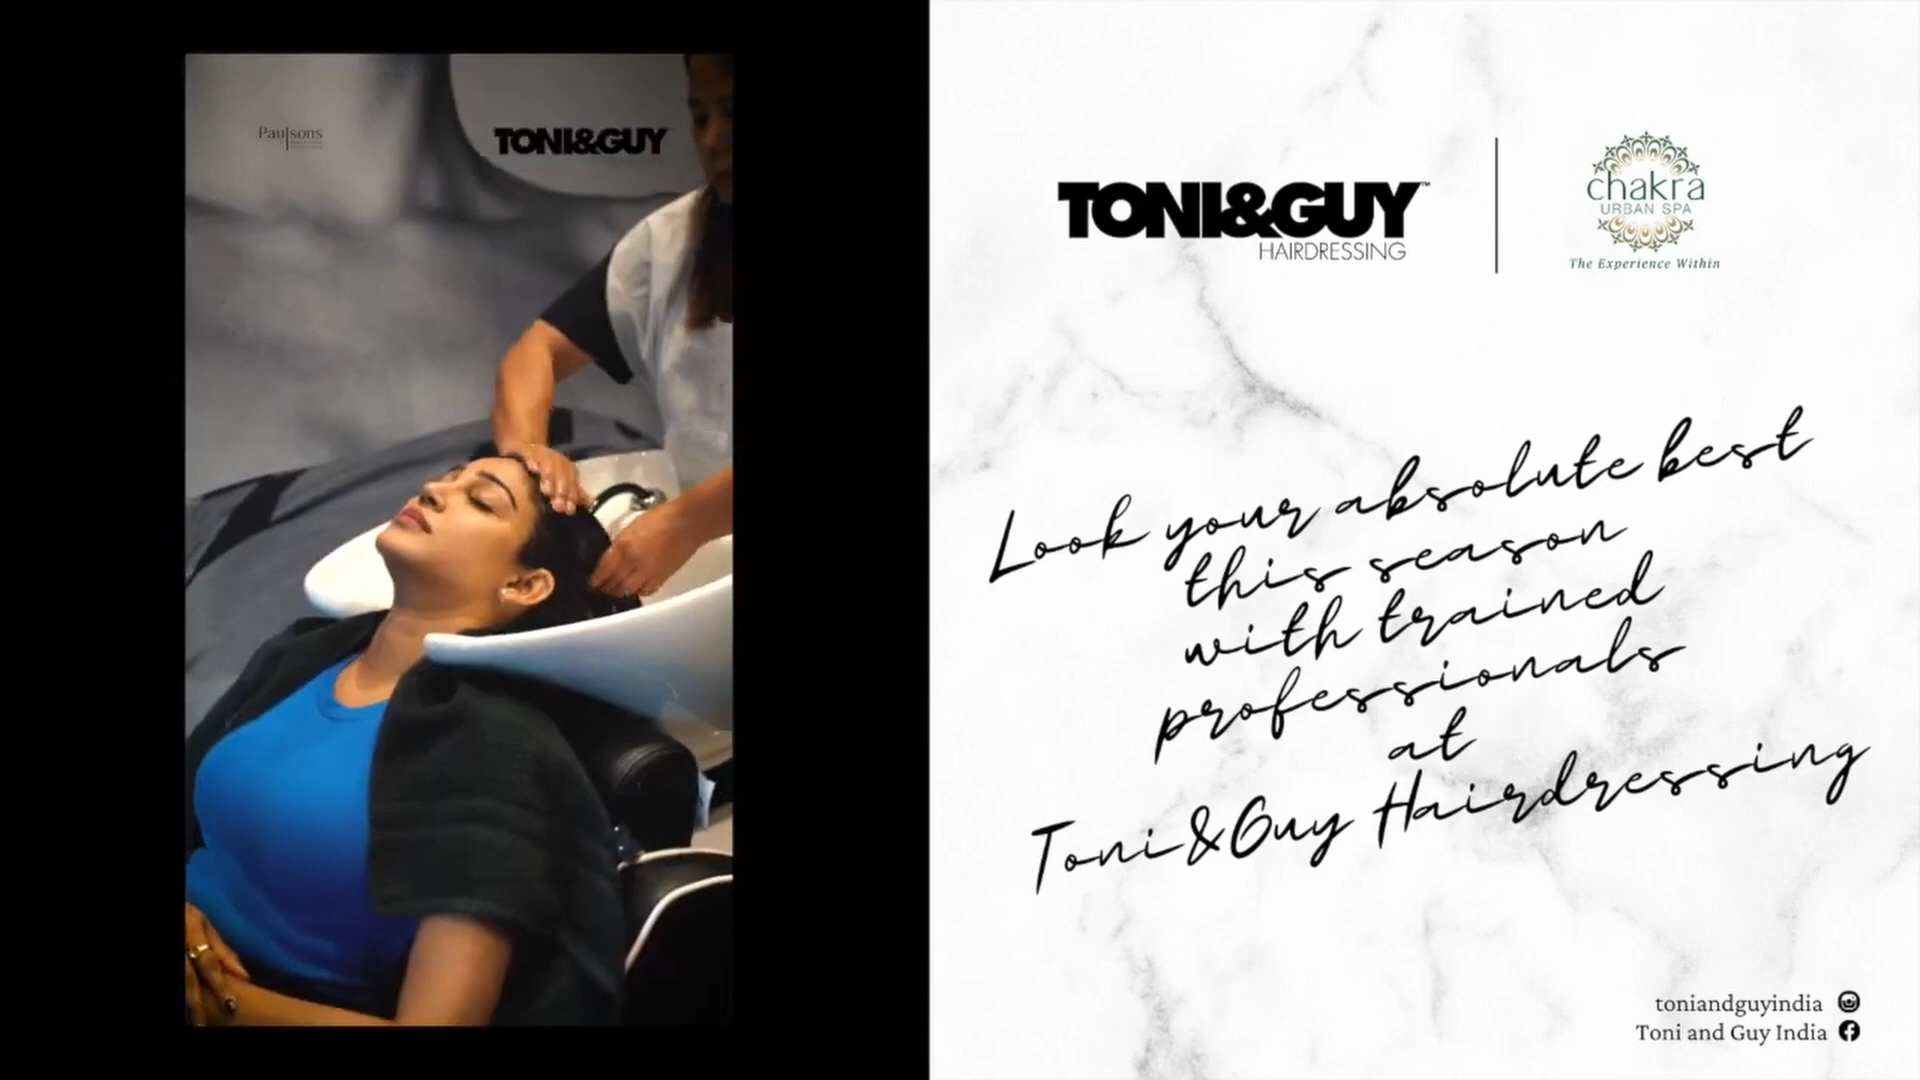 Paulsons
TONI&GUY
TONI&GUY™
HAIRDRESSING
chakra
URBAN SPA
The Experience Within
Look your absolute best
this season
with trained
professionals
at
Toni&Guy Hairdressing
toniandguyindia
Toni and Guy India